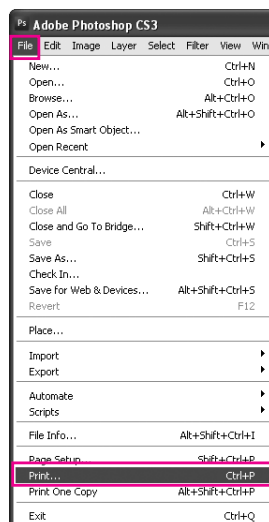 Ps Adobe Photoshop CS3
File Edit Image Layer Select Filter View Win
New... Ctrl+N
Open... Ctrl+O
Browse... Alt+Ctrl+O
Open As... Alt+Shift+Ctrl+O
Open As Smart Object...
Open Recent
Device Central...
Close Ctrl+W
Close All Alt+Ctrl+W
Close and Go To Bridge... Shift+Ctrl+W
Save Ctrl+S
Save As... Shift+Ctrl+S
Check In...
Save for Web & Devices... Alt+Shift+Ctrl+S
Revert F12
Place...
Import
Export
Automate
Scripts
File Info... Alt+Shift+Ctrl+I
Page Setup... Shift+Ctrl+P
Print... Ctrl+P
Print One Copy Alt+Shift+Ctrl+P
Exit Ctrl+Q